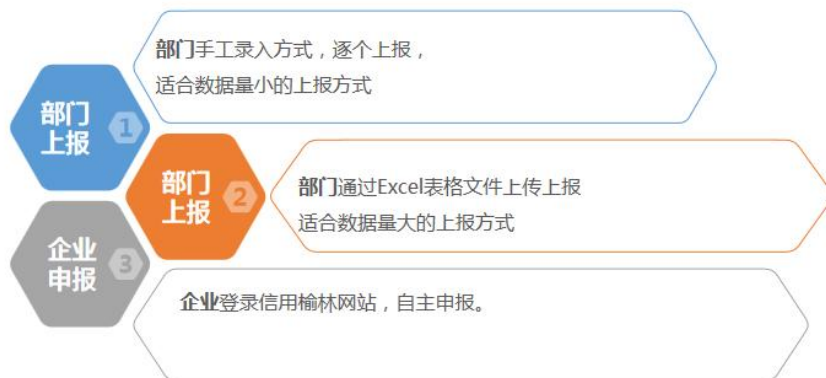 部门手工录入方式，逐个上报，
适合数据量小的上报方式
部门
上报
1
部门
上报
2
部门通过Excel表格文件上传上报
适合数据量大的上报方式
企业
申报
3
企业登录信用榆林网站，自主申报。